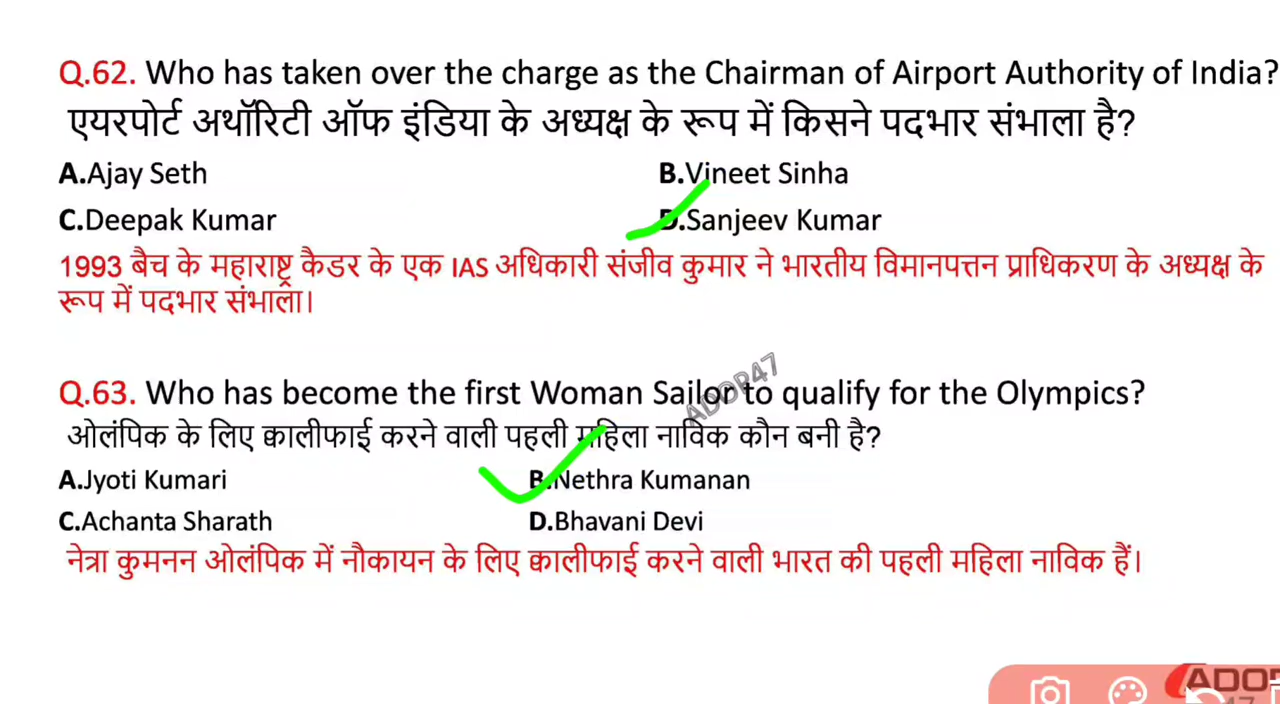 Q.62. Who has taken over the charge as the Chairman of Airport Authority of India?
एयरपोर्ट अथॉरिटी ऑफ इंडिया के अध्यक्ष के रूप में किसने पदभार संभाला है?
A.Ajay Seth B.Vineet Sinha
C.Deepak Kumar D.Sanjeev Kumar
1993 बैच के महाराष्ट्र कैडर के एक IAS अधिकारी संजीव कुमार ने भारतीय विमानपत्तन प्राधिकरण के अध्यक्ष के
रूप में पदभार संभाला।
ADOP47
Q.63. Who has become the first Woman Sailor to qualify for the Olympics?
ओलंपिक के लिए क्वालीफाई करने वाली पहली महिला नाविक कौन बनी है?
A.Jyoti Kumari B.Nethra Kumanan
C.Achanta Sharath D.Bhavani Devi
नेत्रा कुमनन ओलंपिक में नौकायन के लिए क्वालीफाई करने वाली भारत की पहली महिला नाविक हैं।